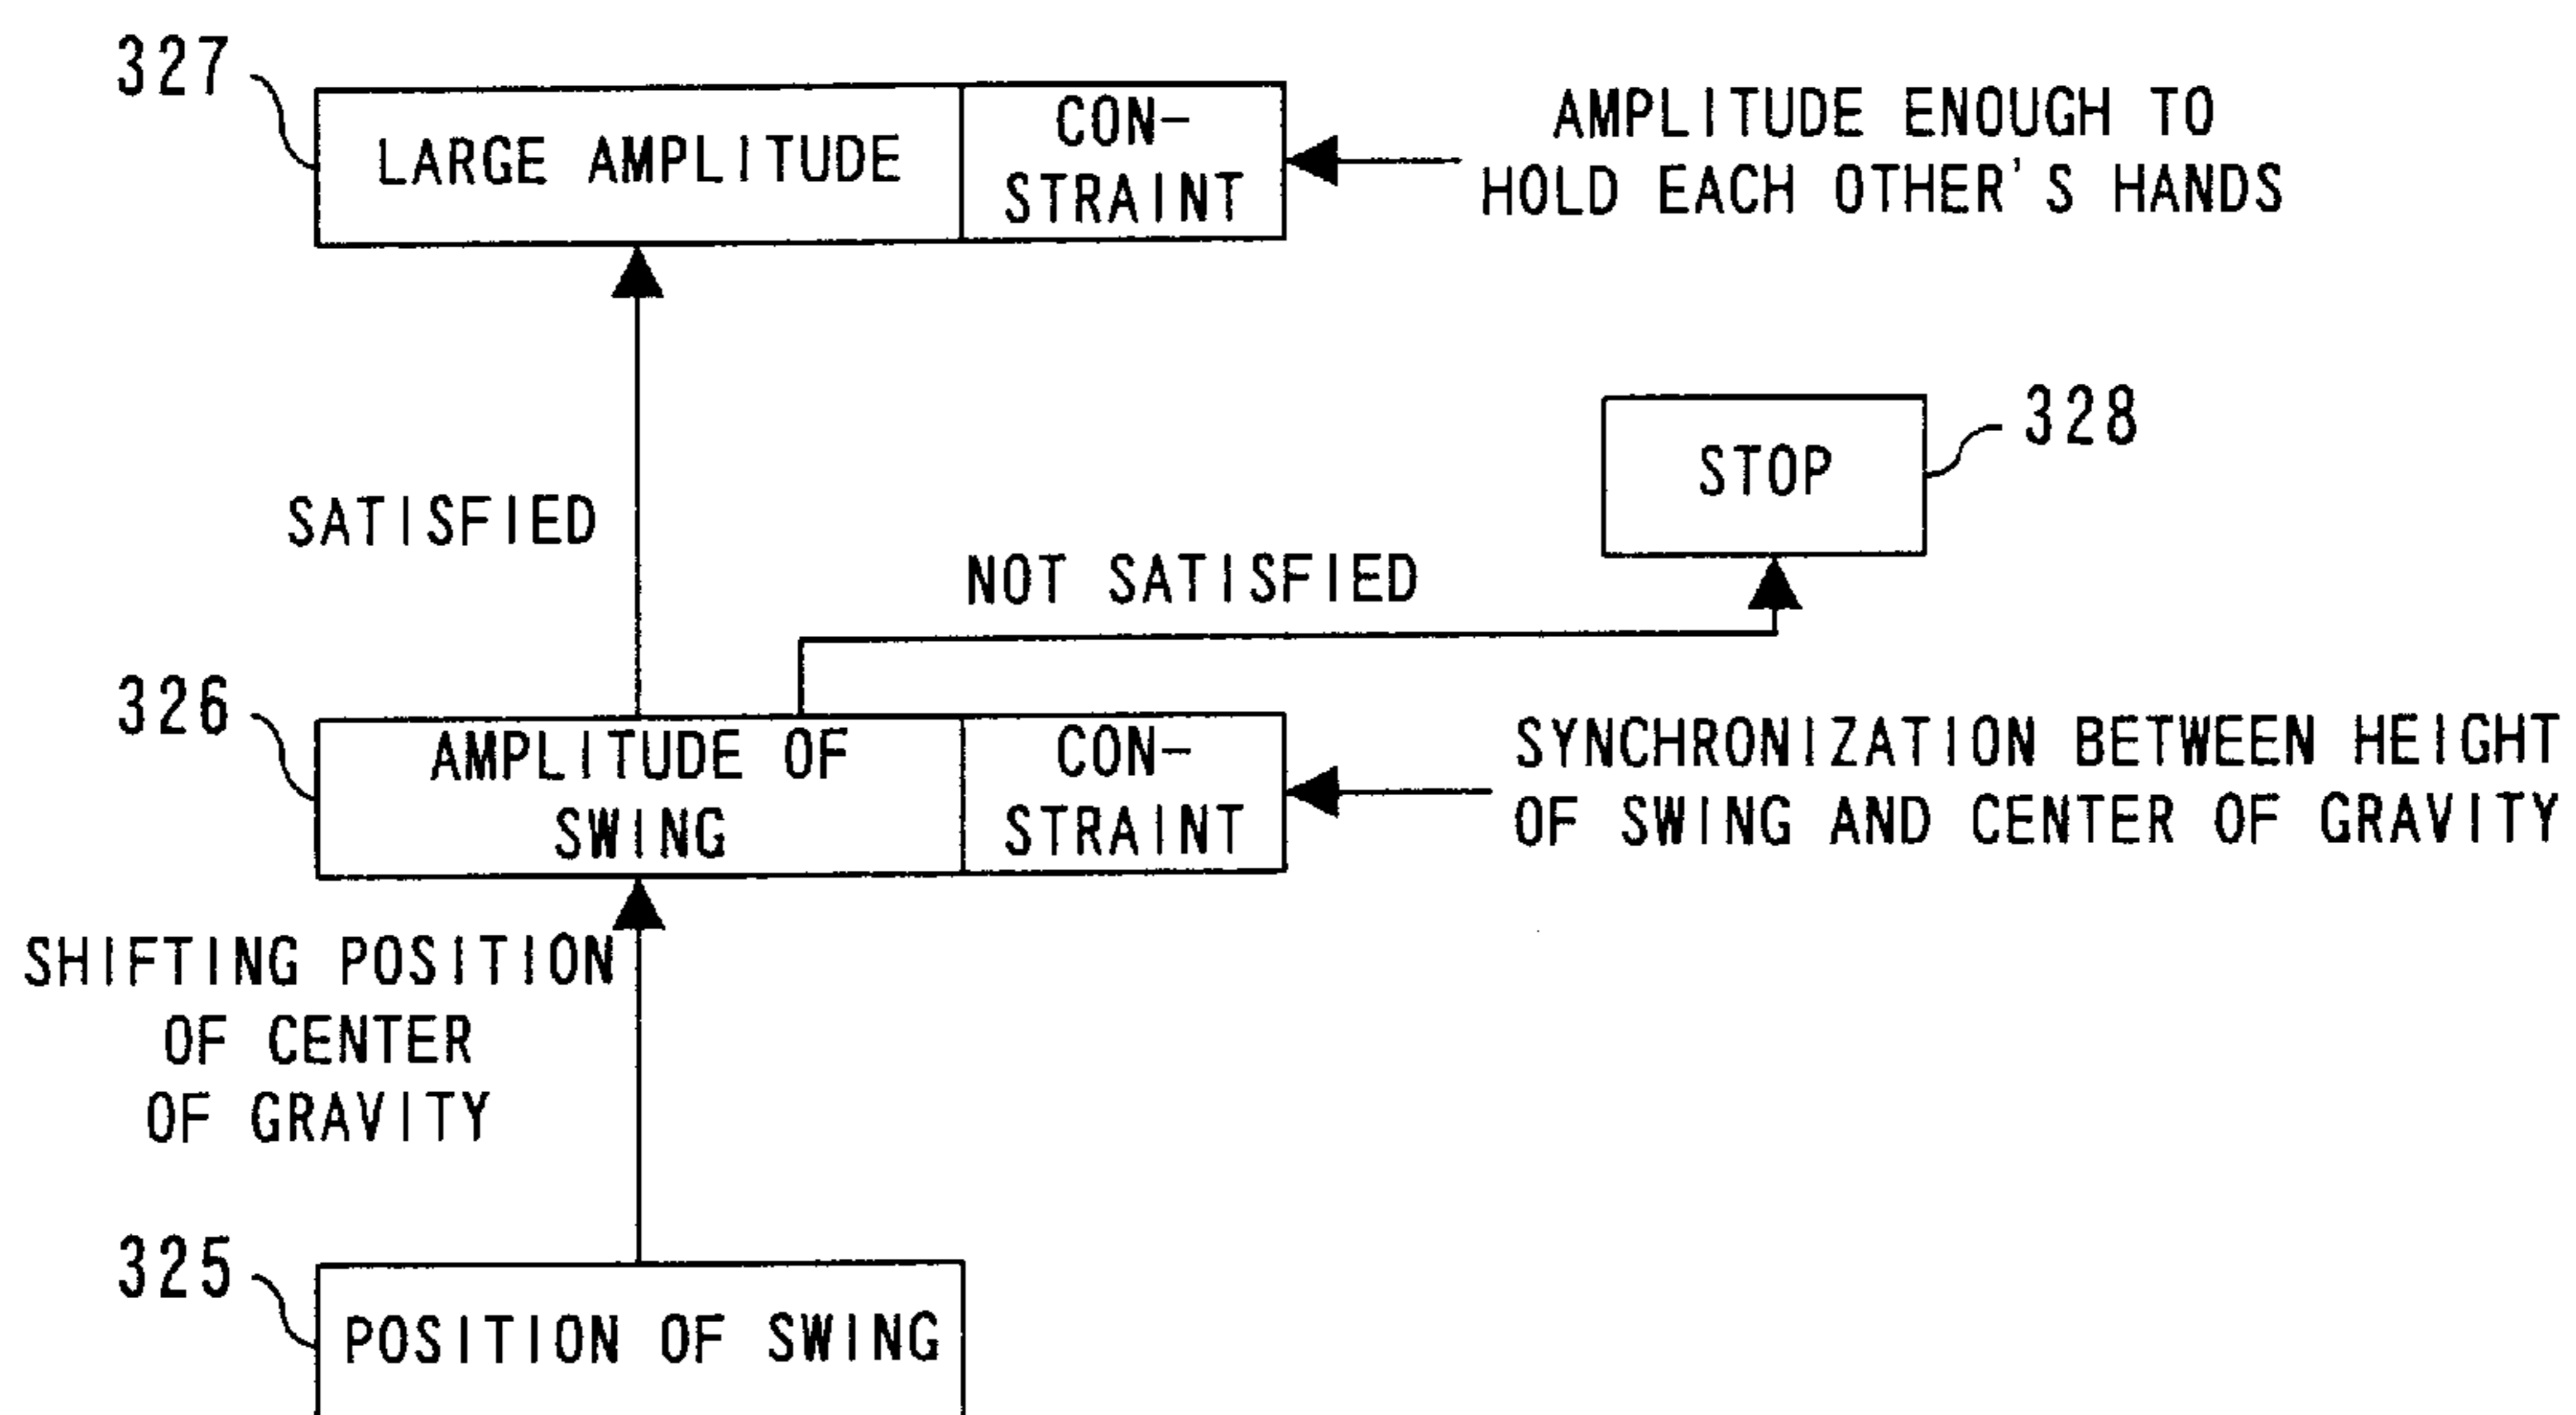 327
LARGE AMPLITUDE
CON-
STRAINT
AMPLITUDE ENOUGH TO
HOLD EACH OTHER'S HANDS
STOP
328
SATISFIED
NOT SATISFIED
326
AMPLITUDE OF
SWING
CON-
STRAINT
SYNCHRONIZATION BETWEEN HEIGHT
OF SWING AND CENTER OF GRAVITY
SHIFTING POSITION
OF CENTER
OF GRAVITY
325
POSITION OF SWING